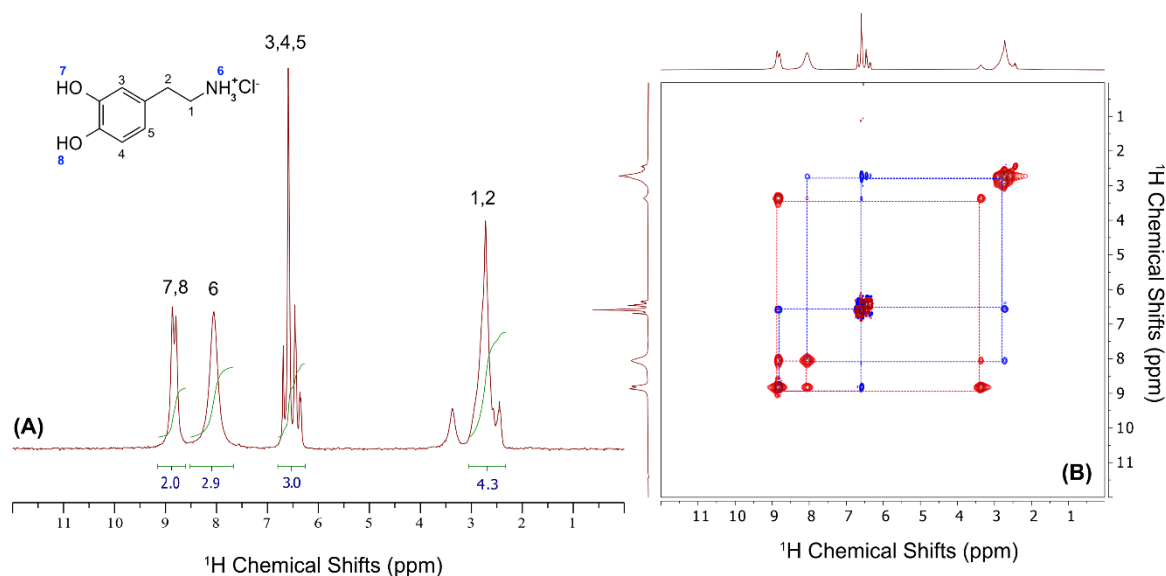 3,4,5
7
HO
3
2
6
NH3+Cl-
1
HO
8
4
5
1,2
7,8
6
(A)
2.0
2.9
3.0
4.3
11 10 9 8 7 6 5 4 3 2 1
¹H Chemical Shifts (ppm)
1
2
3
4
5
6
7
8
9
10
11
¹H Chemical Shifts (ppm)
(B)
11 10 9 8 7 6 5 4 3 2 1
¹H Chemical Shifts (ppm)